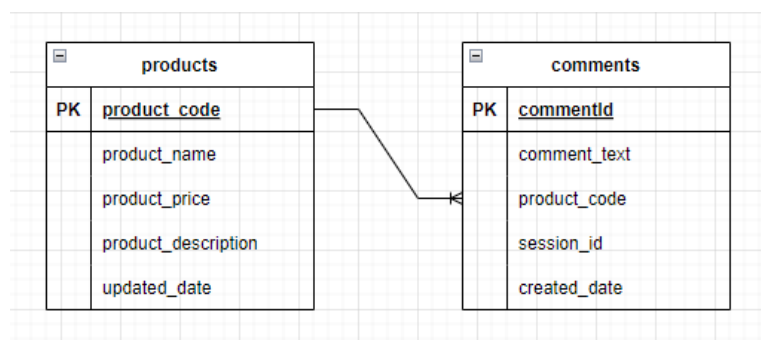 products
PK product_code
product_name
product_price
product_description
updated_date
comments
PK commentId
comment_text
product_code
session_id
created_date